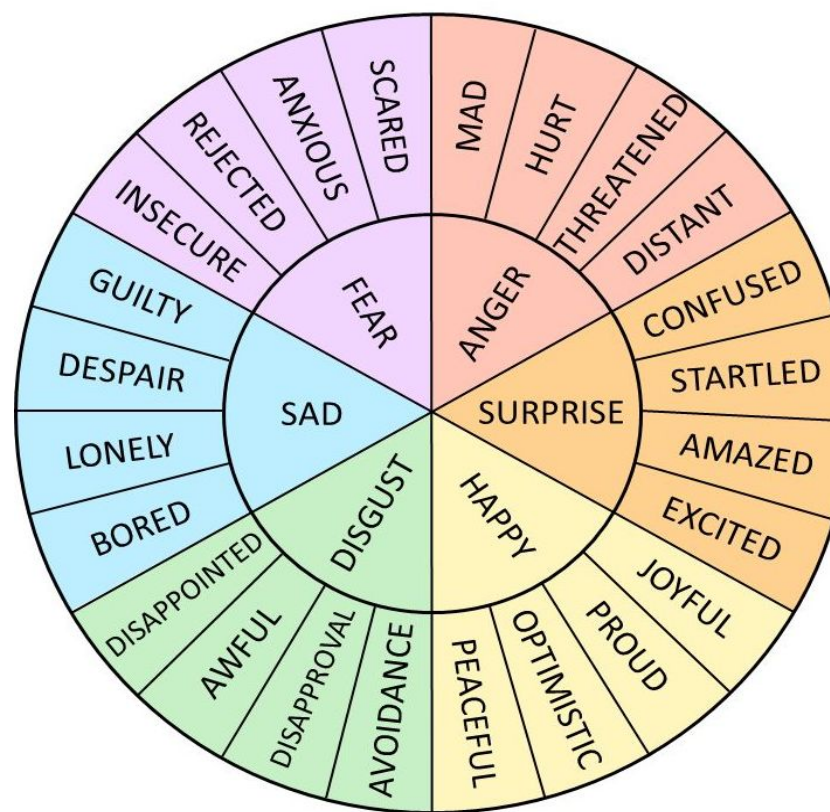 MAD
HURT
THREATENED
DISTANT
CONFUSED
STARTLED
AMAZED
EXCITED
JOYFUL
PROUD
OPTIMISTIC
PEACEFUL
AVOIDANCE
DISAPPROVAL
AWFUL
DISAPPOINTED
BORED
LONELY
DESPAIR
GUILTY
INSECURE
REJECTED
ANXIOUS
SCARED
ANGER
SURPRISE
HAPPY
DISGUST
SAD
FEAR